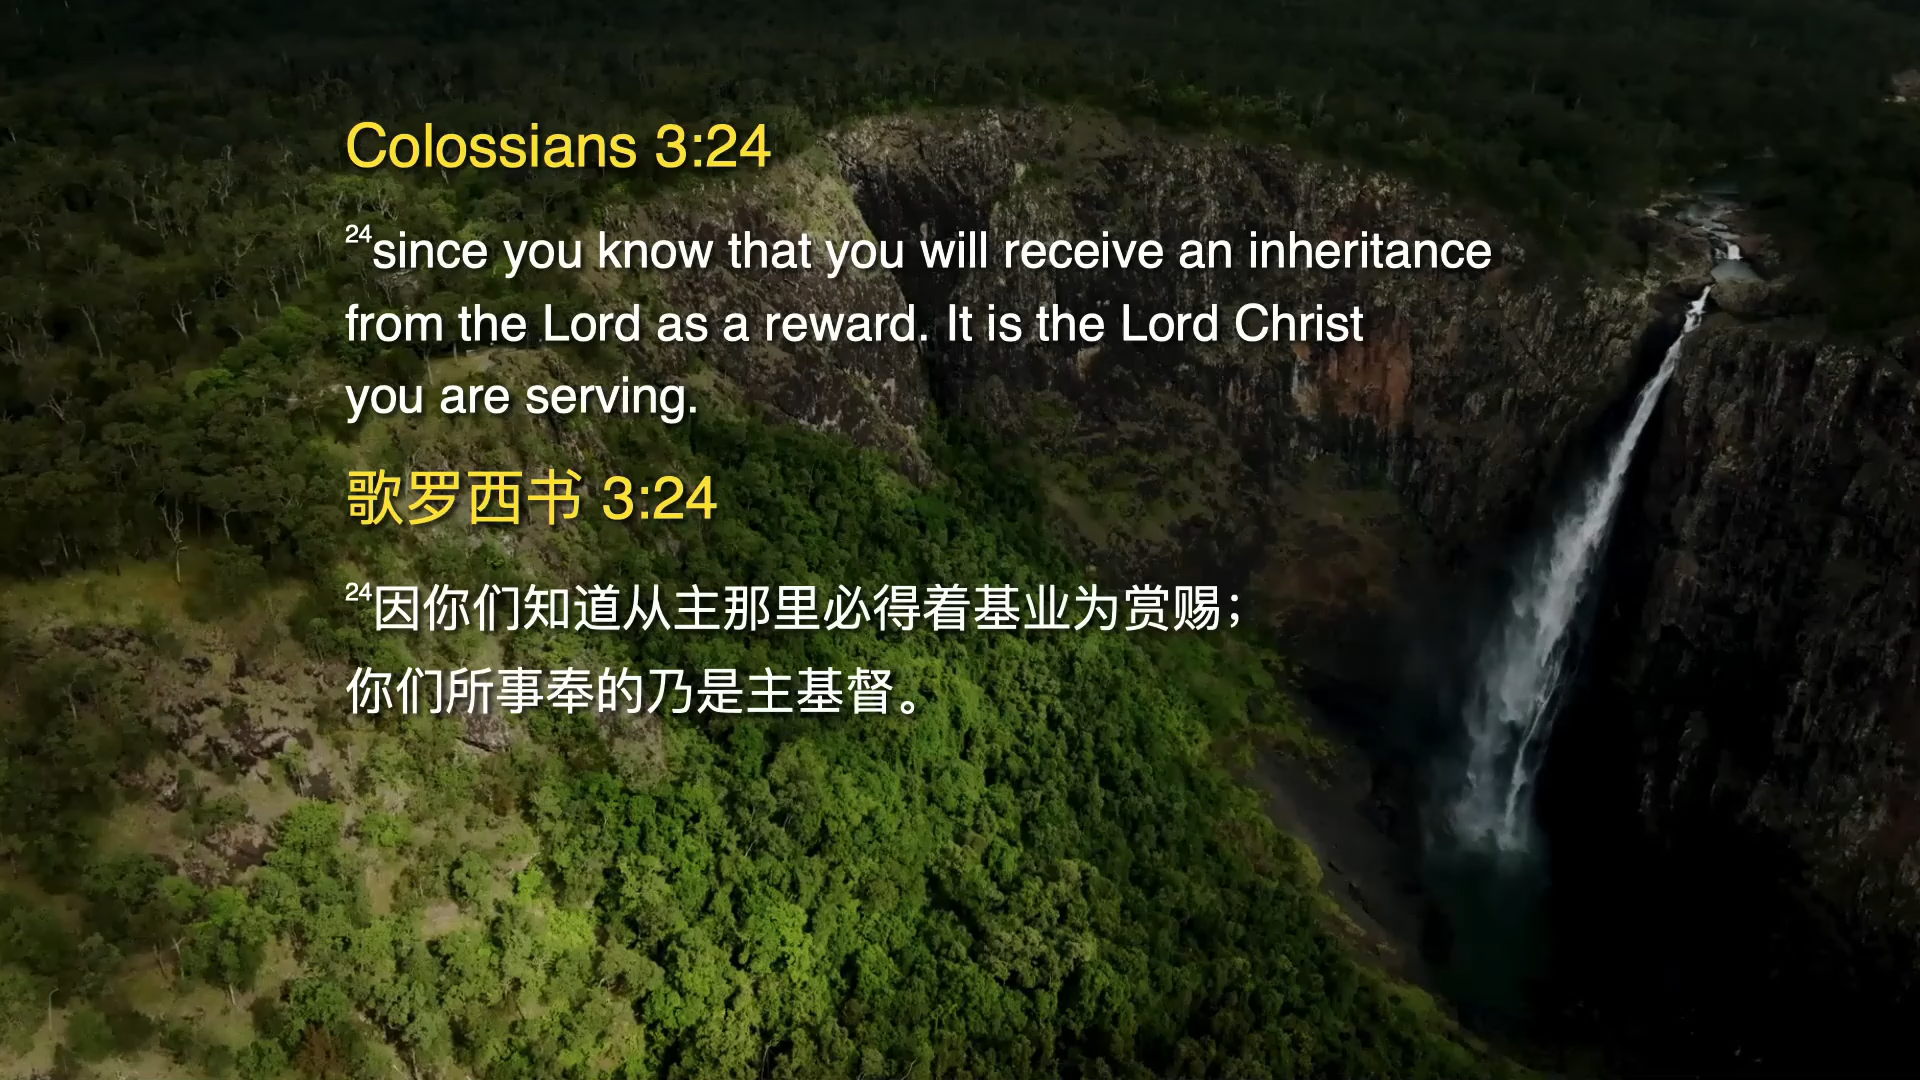 Colossians 3:24
24since you know that you will receive an inheritance
from the Lord as a reward. It is the Lord Christ
you are serving.
歌罗西书 3:24
24因你们知道从主那里必得着基业为赏赐；
你们所事奉的乃是主基督。